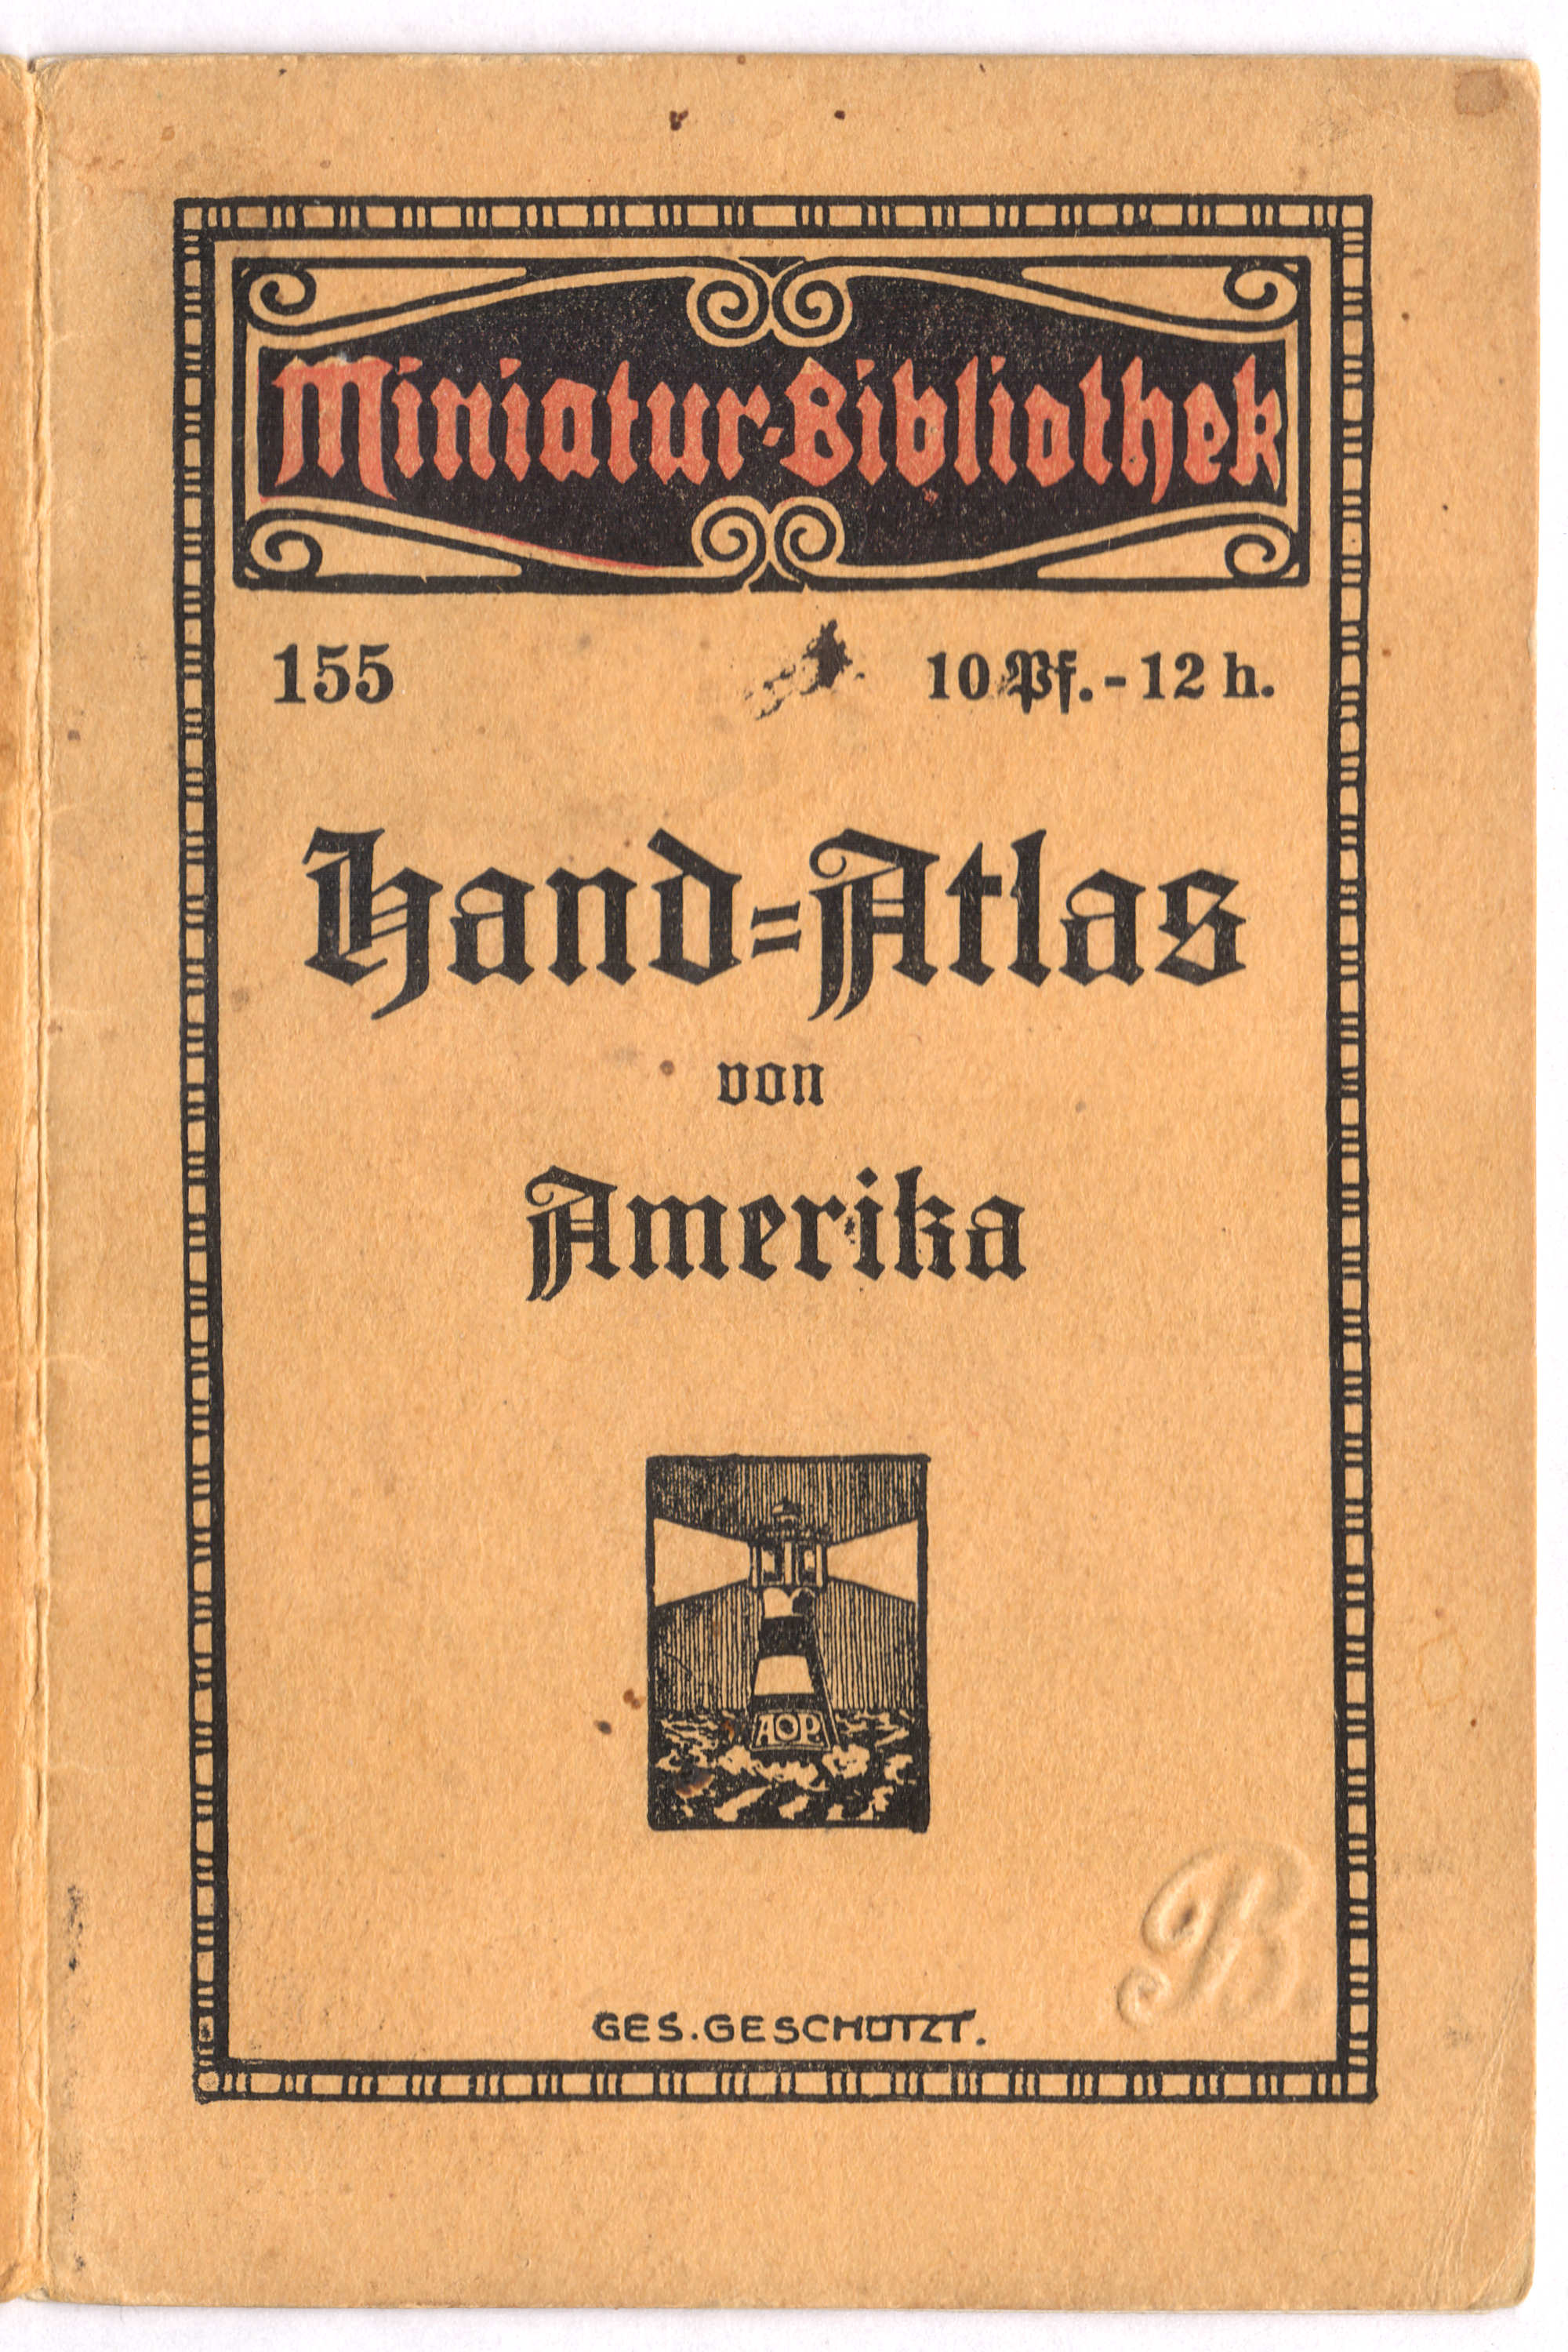 Miniatur-Bibliothek
155 10 Pf. - 12 h.
Hand=Atlas
von
Amerika
AOP.
B
GES. GESCHÜTZT.